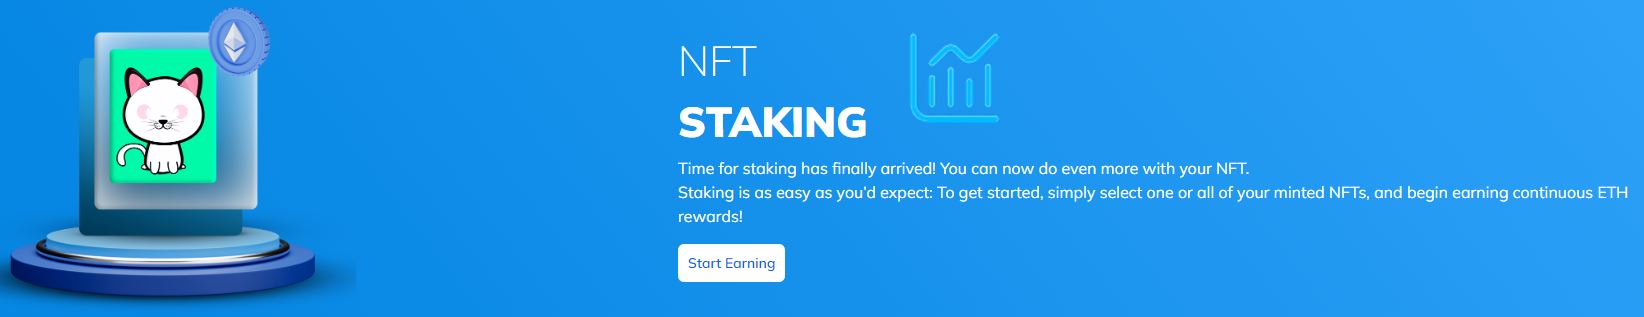 NFT
STAKING
Time for staking has finally arrived! You can now do even more with your NFT.
Staking is as easy as you'd expect: To get started, simply select one or all of your minted NFTs, and begin earning continuous ETH
rewards!
Start Earning